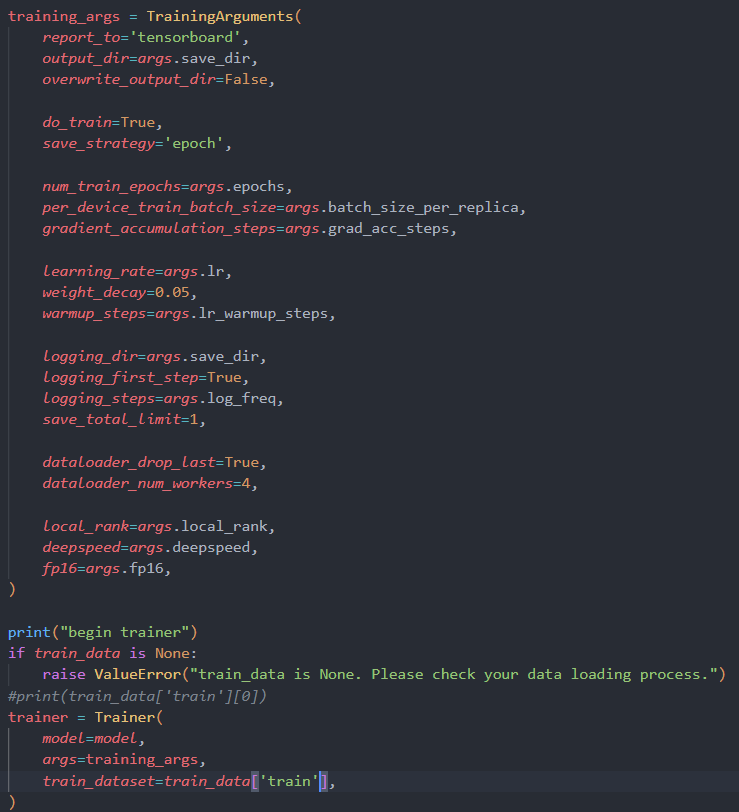 training_args = TrainingArguments(
report_to='tensorboard',
output_dir=args.save_dir,
overwrite_output_dir=False,
do_train=True,
save_strategy='epoch',
num_train_epochs=args.epochs,
per_device_train_batch_size=args.batch_size_per_replica,
gradient_accumulation_steps=args.grad_acc_steps,
learning_rate=args.lr,
weight_decay=0.05,
warmup_steps=args.lr_warmup_steps,
logging_dir=args.save_dir,
logging_first_step=True,
logging_steps=args.log_freq,
save_total_limit=1,
dataloader_drop_last=True,
dataloader_num_workers=4,
local_rank=args.local_rank,
deepspeed=args.deepspeed,
fp16=args.fp16,
)
print("begin trainer")
if train_data is None:
raise ValueError("train_data is None. Please check your data loading process.")
#print(train_data['train'][0])
trainer = Trainer(
model=model,
args=training_args,
train_dataset=train_data['train'],
)